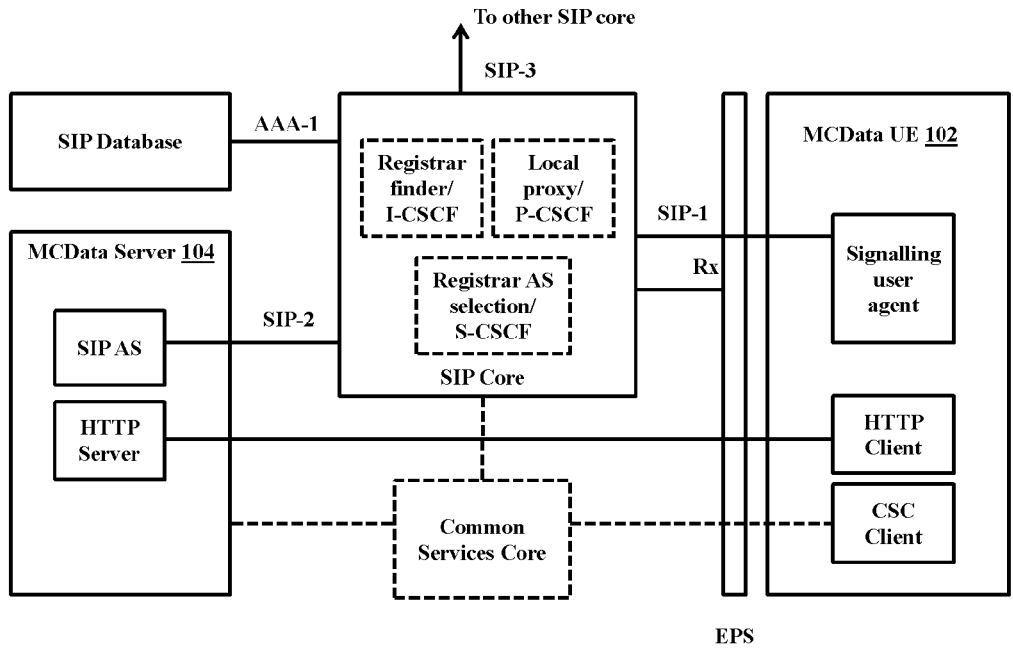 To other SIP core
SIP-3
SIP Database
AAA-1
Registrar
finder/
I-CSCF
Local
proxy/
P-CSCF
Registrar AS
selection/
S-CSCF
SIP Core
MCData UE 102
SIP-1
Rx
Signalling
user
agent
MCData Server 104
SIP-2
SIP AS
HTTP
Server
HTTP
Client
Common
Services Core
CSC
Client
EPS